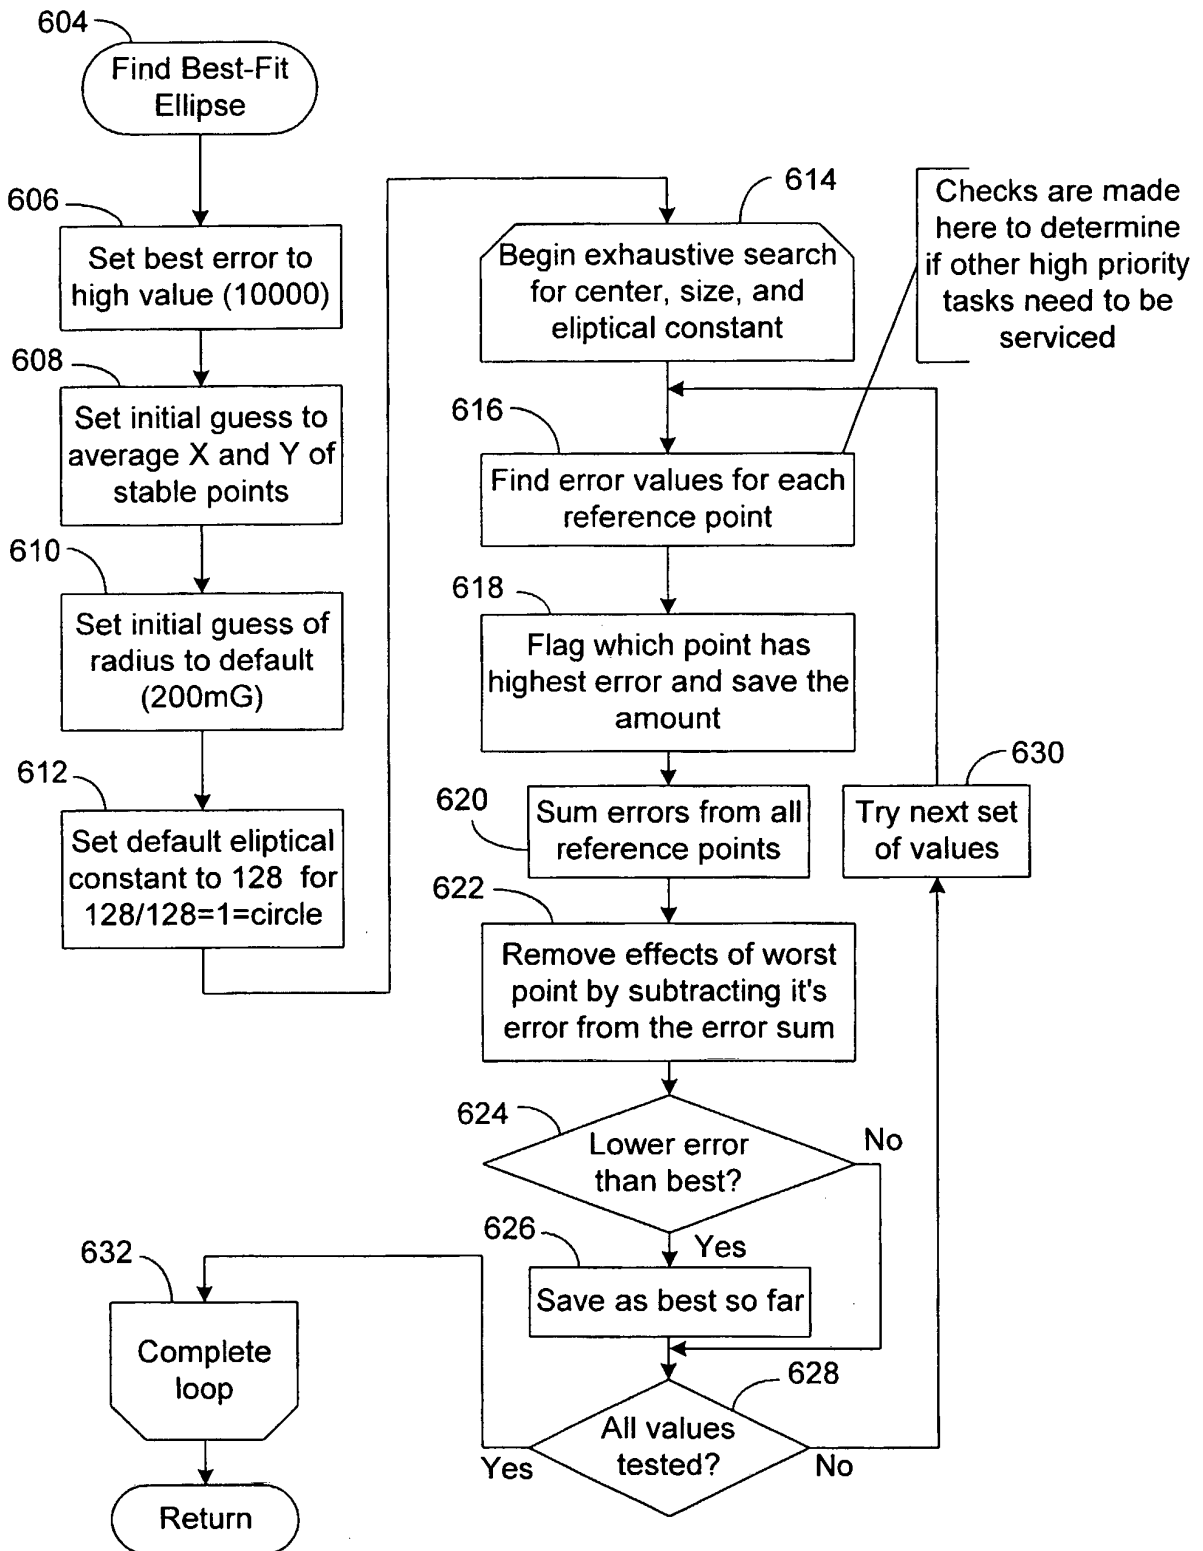 604
Find Best-Fit
Ellipse
606
Set best error to
high value (10000)
608
Set initial guess to
average X and Y of
stable points
610
Set initial guess of
radius to default
(200mG)
612
Set default eliptical
constant to 128 for
128/128=1=circle
614
Begin exhaustive search
for center, size, and
eliptical constant
Checks are made
here to determine
if other high priority
tasks need to be
serviced
616
Find error values for each
reference point
618
Flag which point has
highest error and save the
amount
620
Sum errors from all
reference points
630
Try next set
of values
622
Remove effects of worst
point by subtracting it's
error from the error sum
624
Lower error
than best?
No
Yes
626
Save as best so far
628
All values
tested?
Yes
No
632
Complete
loop
Return